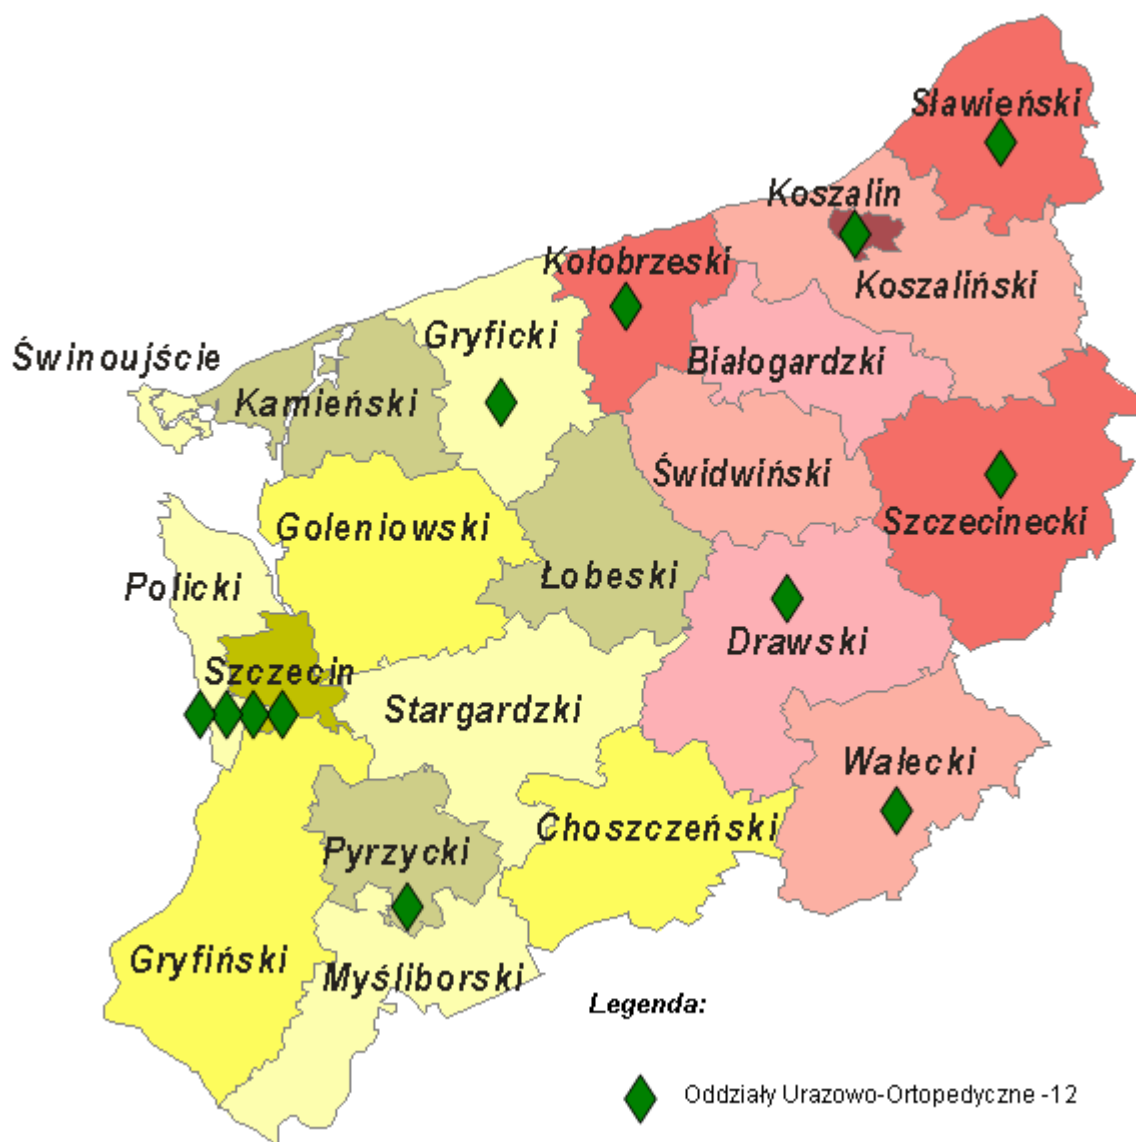 Sławieński
Koszalin
Kołobrzeski
Koszaliński
Gryficki
Świnoujście
Białogardzki
Kamieński
Świdwiński
Goleniowski
Szczecinecki
Łobeski
Policki
Drawski
Szczecin
Stargardzki
Wałecki
Choszczeński
Pyrzycki
Gryfiński
Myśliborski
Legenda:
Oddziały Urazowo-Ortopedyczne -12